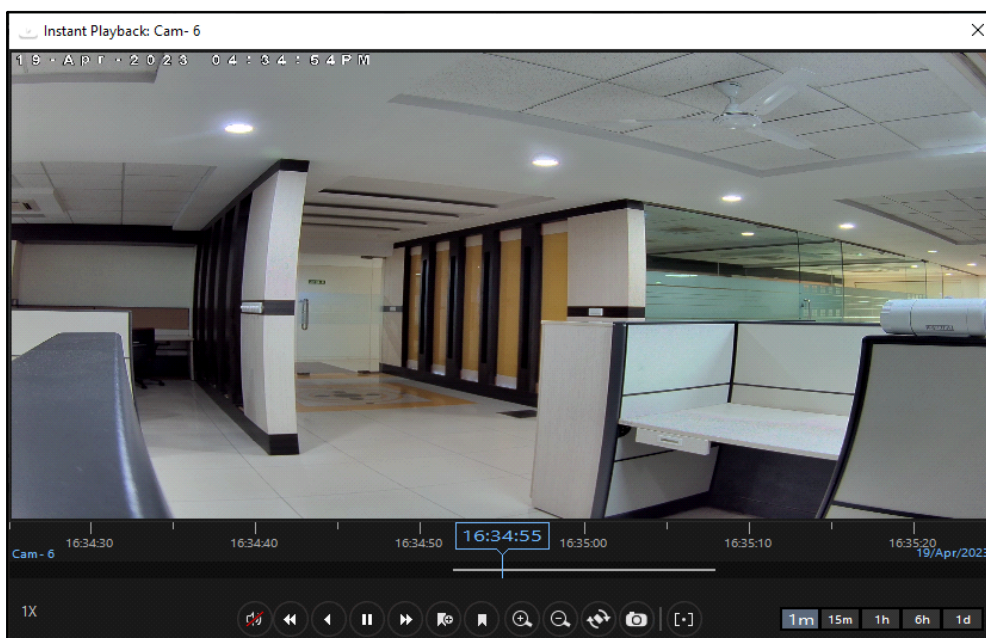 Instant Playback: Cam- 6
19-Apr-2023 04:34:54PM
16:34:30 16:34:40 16:34:50 16:34:55 16:35:00 16:35:10 16:35:20
Cam- 6 19/Apr/2023
1X 1m 15m 1h 6h 1d